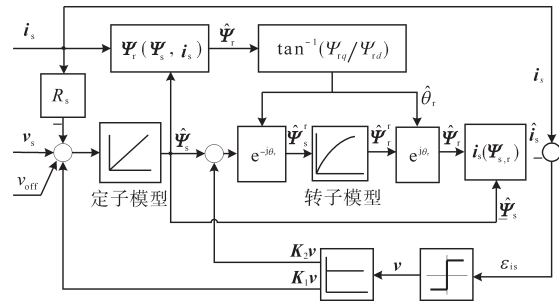 i_s
Ψ_r(Ψ_s, i_s)
Ψ̂_r
tan⁻¹(Ψ_rq/Ψ_rd)
i_s
R_s
θ̂_r
v_s
v_off
Ψ̂_s
e^{-jθ_r}
Ψ̂_s^r
Ψ̂_r^r
e^{jθ_r}
Ψ̂_r
i_s(Ψ_s,r)
î_s
定子模型
转子模型
Ψ̂_s
K_2v
K_1v
v
ε_is